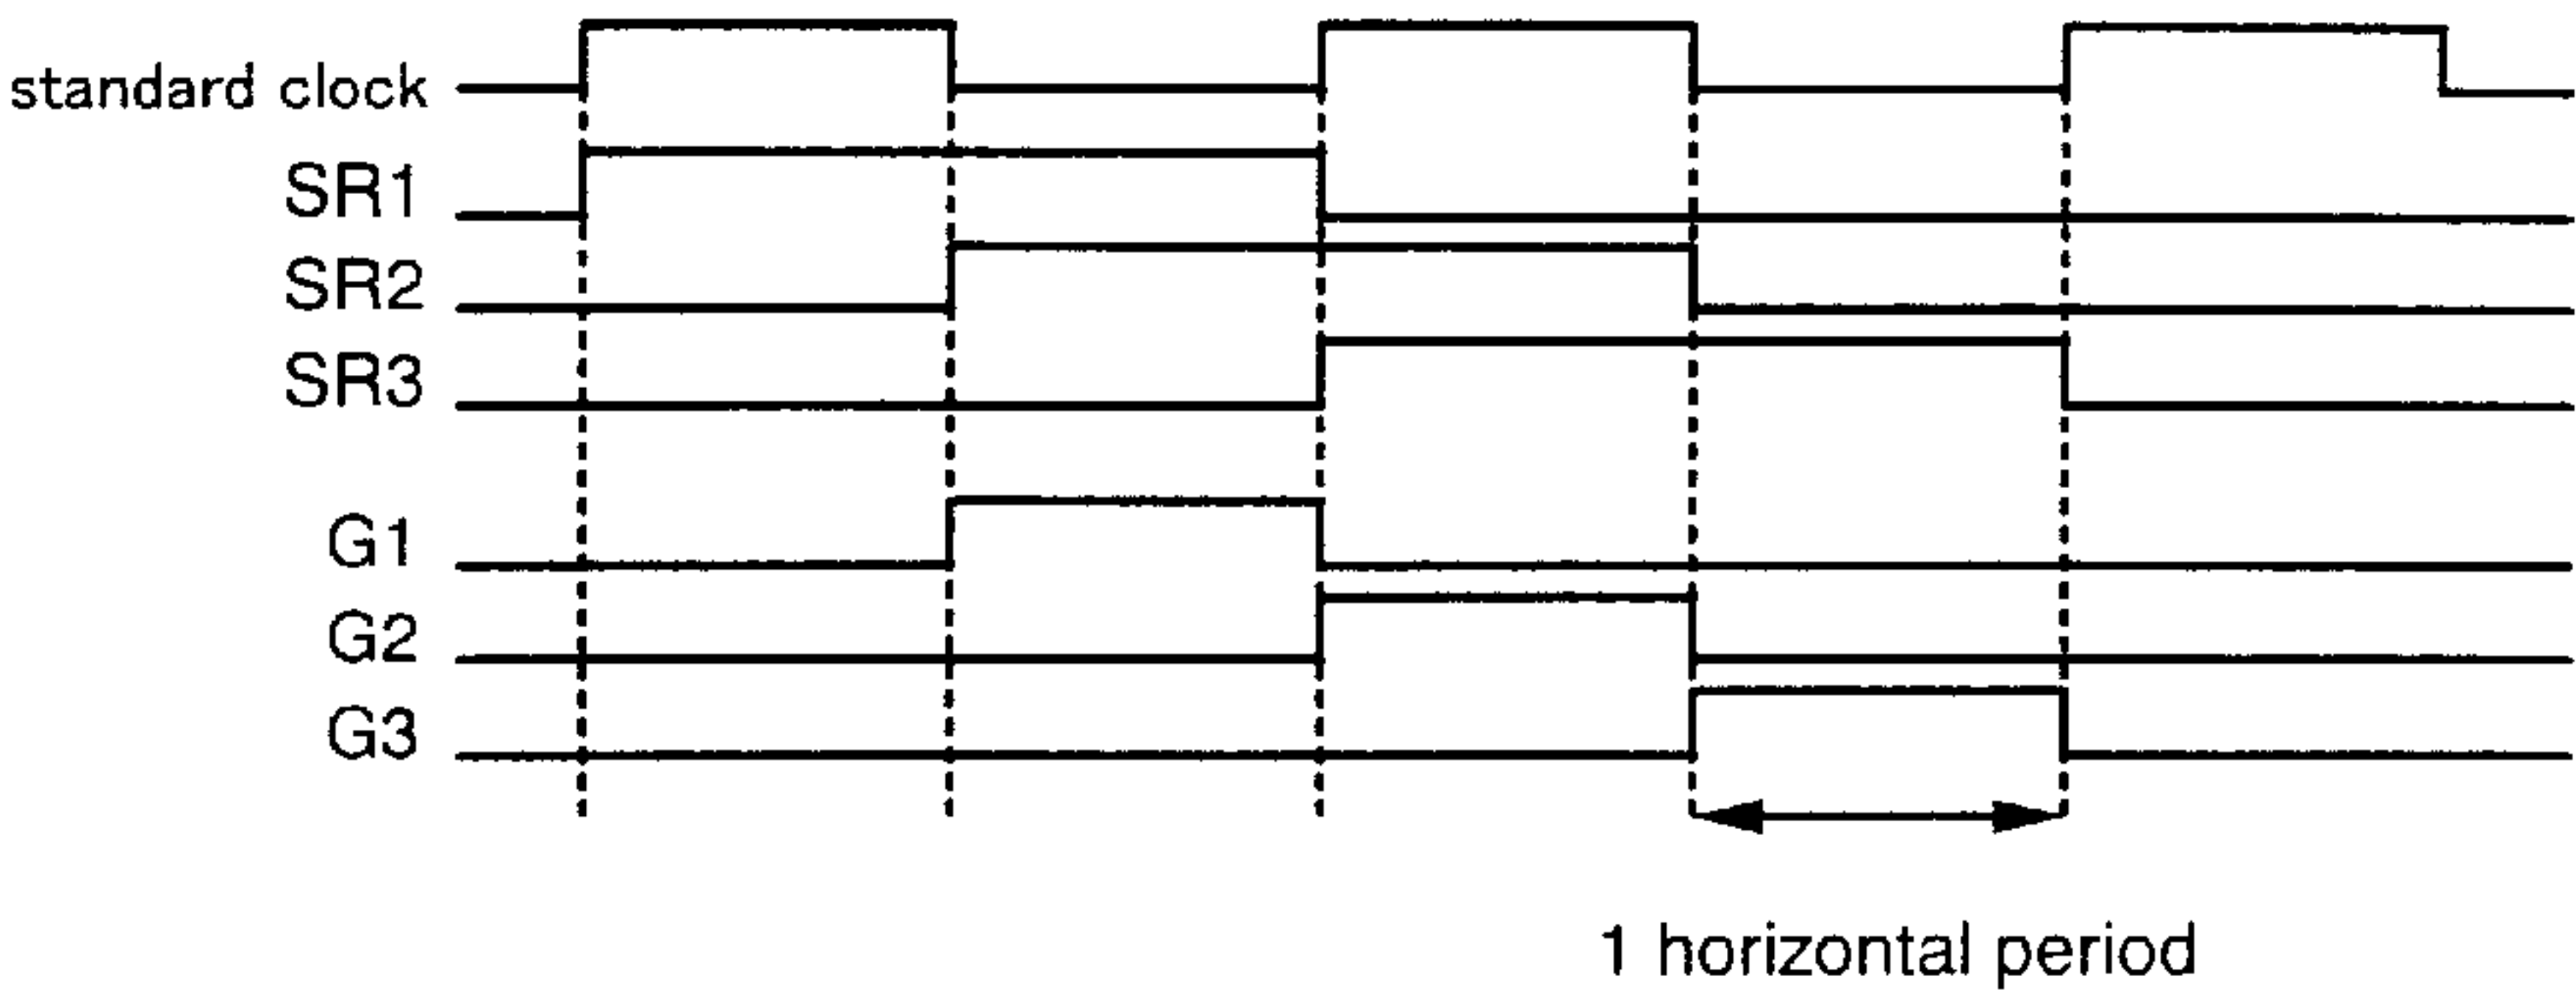 standard clock
SR1
SR2
SR3
G1
G2
G3
1 horizontal period